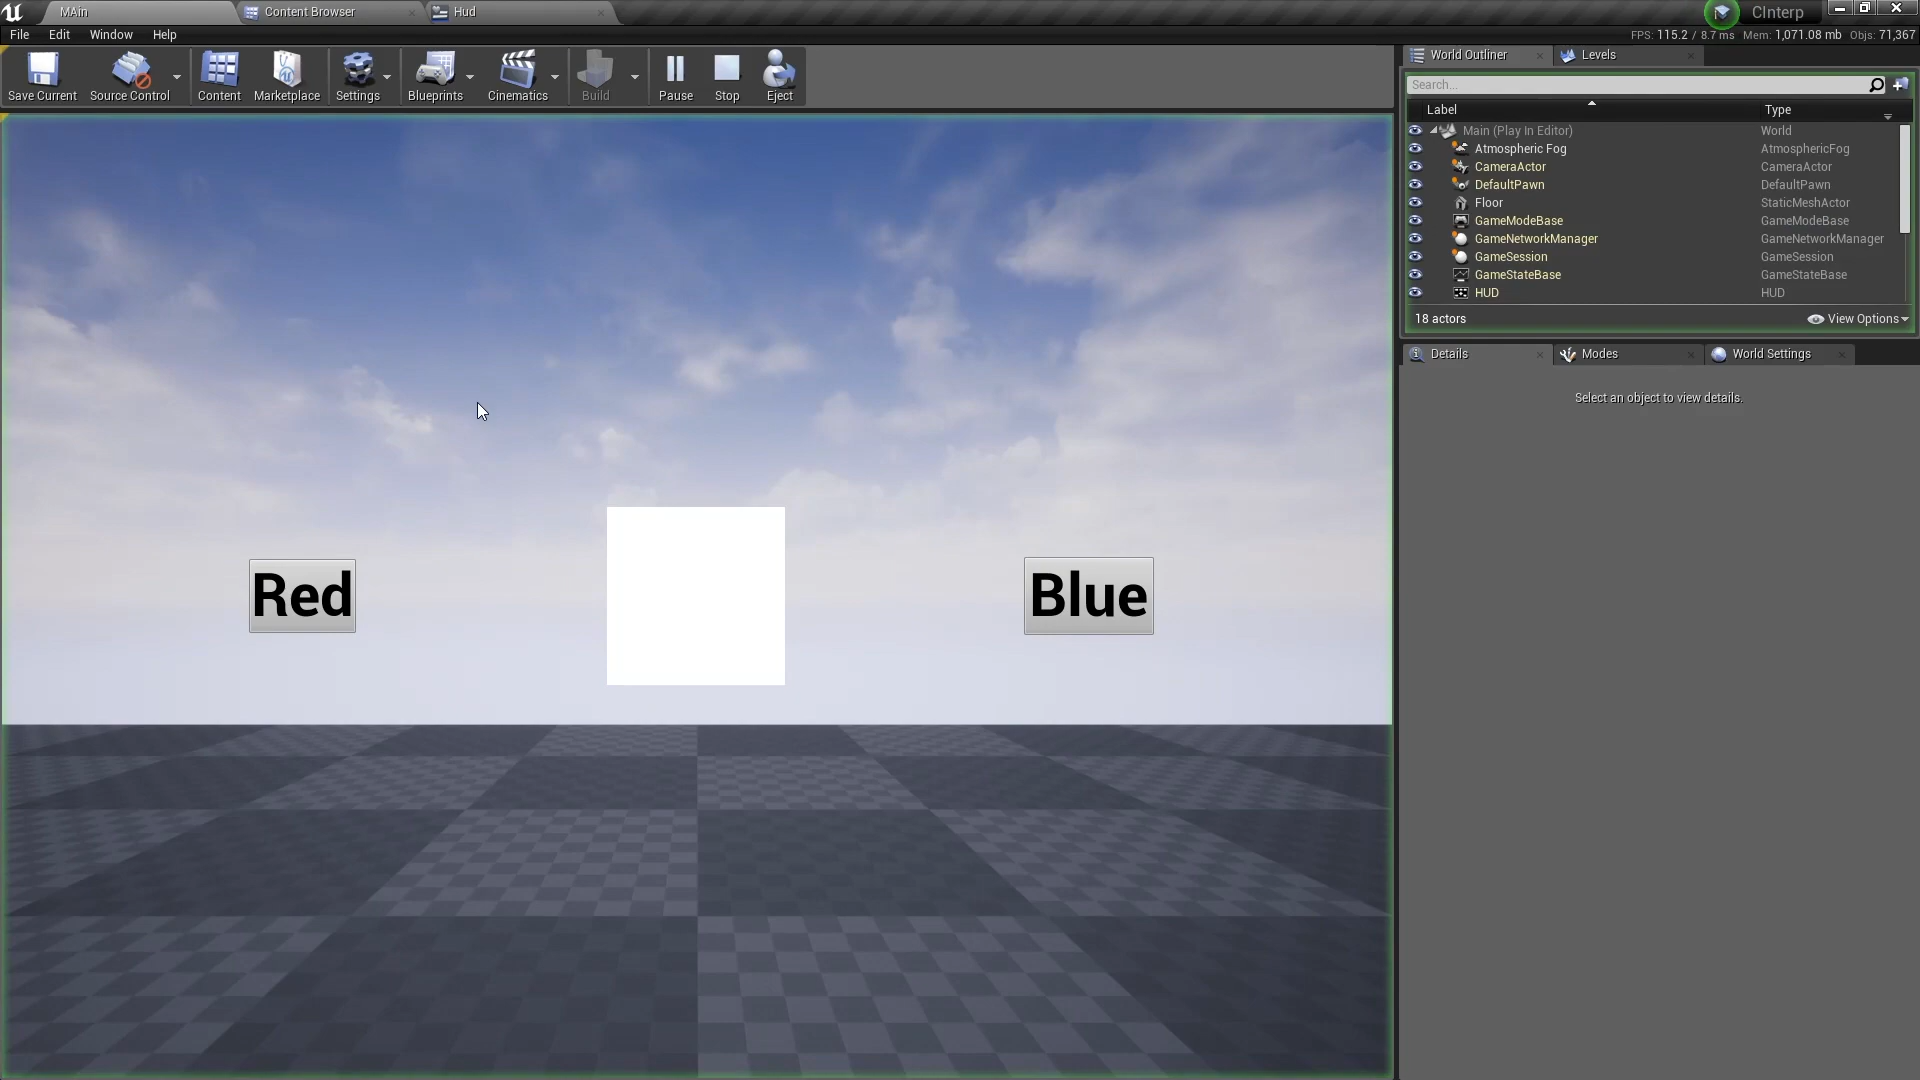 MAin
Content Browser
Hud
CInterp
File Edit Window Help
FPS: 115.2 / 8.7 ms Mem: 1,071.08 mb Objs: 71,367
Save Current
Source Control
Content
Marketplace
Settings
Blueprints
Cinematics
Build
Pause
Stop
Eject
World Outliner
Levels
Search...
Label Type
Main (Play In Editor) World
Atmospheric Fog AtmosphericFog
CameraActor CameraActor
DefaultPawn DefaultPawn
Floor StaticMeshActor
GameModeBase GameModeBase
GameNetworkManager GameNetworkManager
GameSession GameSession
GameStateBase GameStateBase
HUD HUD
18 actors View Options
Details
Modes
World Settings
Select an object to view details.
Red
Blue